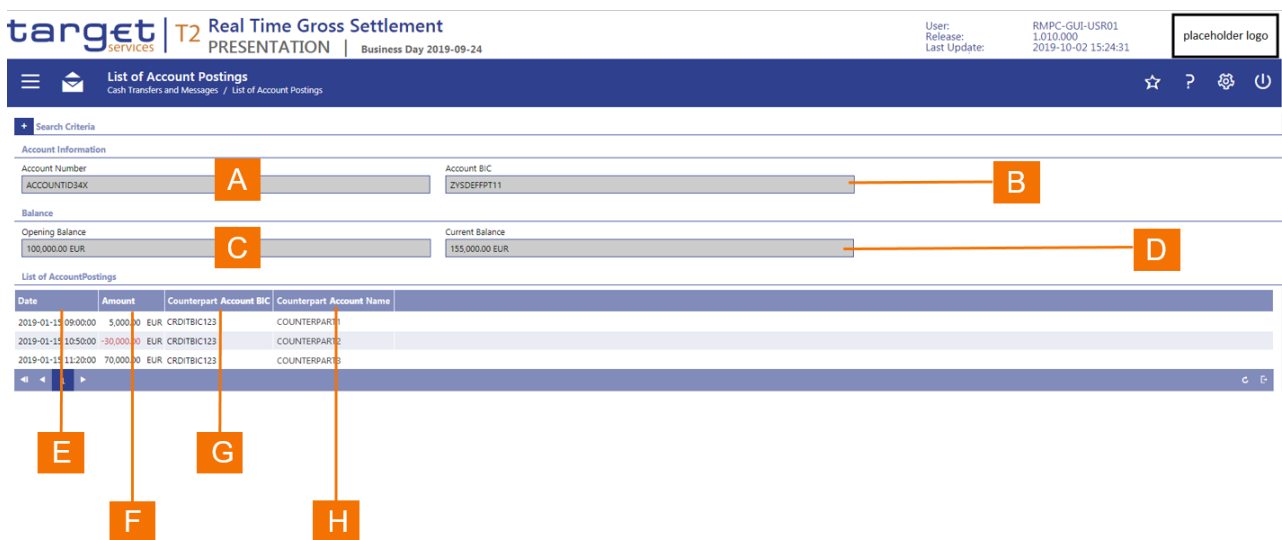 target services T2 Real Time Gross Settlement
PRESENTATION | Business Day 2019-09-24
User: RMPC-GUI-USR01
Release: 1.010.000
Last Update: 2019-10-02 15:24:31
placeholder logo
List of Account Postings
Cash Transfers and Messages / List of Account Postings
?
+ Search Criteria
Account Information
Account Number
Account BIC
ACCOUNTID34X
A
ZYSDEFFPT11
B
Balance
Opening Balance
Current Balance
100,000.00 EUR
C
155,000.00 EUR
D
List of AccountPostings
Date Amount Counterpart Account BIC Counterpart Account Name
2019-01-15 09:00:00 5,000.00 EUR CRDITBIC123 COUNTERPART1
2019-01-15 10:50:00 -30,000.00 EUR CRDITBIC123 COUNTERPART2
2019-01-15 11:20:00 70,000.00 EUR CRDITBIC123 COUNTERPART3
1
E
G
F
H